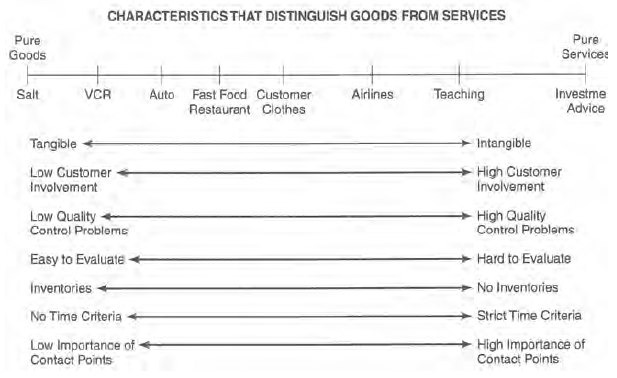 CHARACTERISTICS THAT DISTINGUISH GOODS FROM SERVICES
Pure
Goods
Pure
Services
Salt
VCR
Auto
Fast Food
Restaurant
Customer
Clothes
Airlines
Teaching
Investme
Advice
Tangible
Intangible
Low Customer
Involvement
High Customer
Involvement
Low Quality
Control Problems
High Quality
Control Problems
Easy to Evaluate
Hard to Evaluate
Inventories
No Inventories
No Time Criteria
Strict Time Criteria
Low Importance of
Contact Points
High Importance of
Contact Points